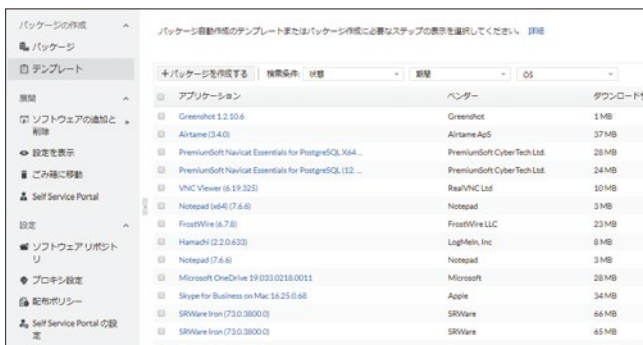 パッケージの作成
パッケージ
テンプレート
展開
ソフトウェアの追加と
削除
設定を表示
ごみ箱に移動
Self Service Portal
設定
ソフトウェアリポジト
リ
プロキシ設定
配布ポリシー
Self Service Portal の設
定
パッケージ自動作成のテンプレートまたはパッケージ作成に必要なステップの表示を選択してください。 詳細
+パッケージを作成する 検索条件: 状態 期間 OS
アプリケーション ベンダー ダウンロードサ
Greenshot 1.2.10.6 Greenshot 1 MB
Airtame (3.4.0) Airtame ApS 37 MB
PremiumSoft Navicat Essentials for PostgreSQL X64 ... PremiumSoft CyberTech Ltd. 28 MB
PremiumSoft Navicat Essentials for PostgreSQL (12. ... PremiumSoft CyberTech Ltd. 24 MB
VNC Viewer (6.19.325) RealVNC Ltd 10 MB
Notepad (x64) (7.6.6) Notepad 3 MB
FrostWire (6.7.8) FrostWire LLC 23 MB
Hamachi (2.2.0.633) LogMeIn, Inc 8 MB
Notepad (7.6.6) Notepad 3 MB
Microsoft OneDrive 19.033.0218.0011 Microsoft 28 MB
Skype for Business on Mac 16.25.0.68 Apple 34 MB
SRWare Iron (73.0.3800.0) SRWare 66 MB
SRWare Iron (73.0.3800.0) SRWare 65 MB